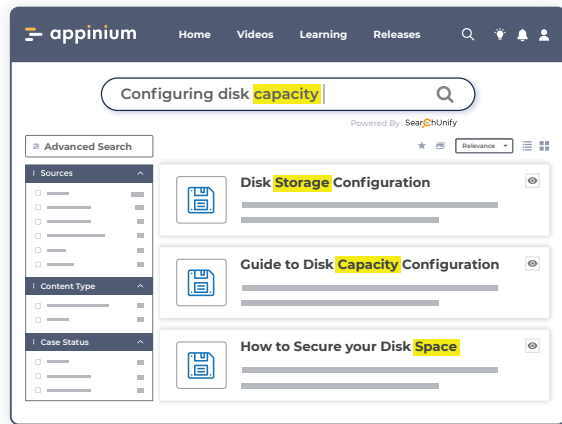 appinium
Home Videos Learning Releases
Configuring disk capacity
Powered By SearchUnify
Advanced Search
Relevance
Sources
Disk Storage Configuration
Guide to Disk Capacity Configuration
Content Type
Case Status
How to Secure your Disk Space